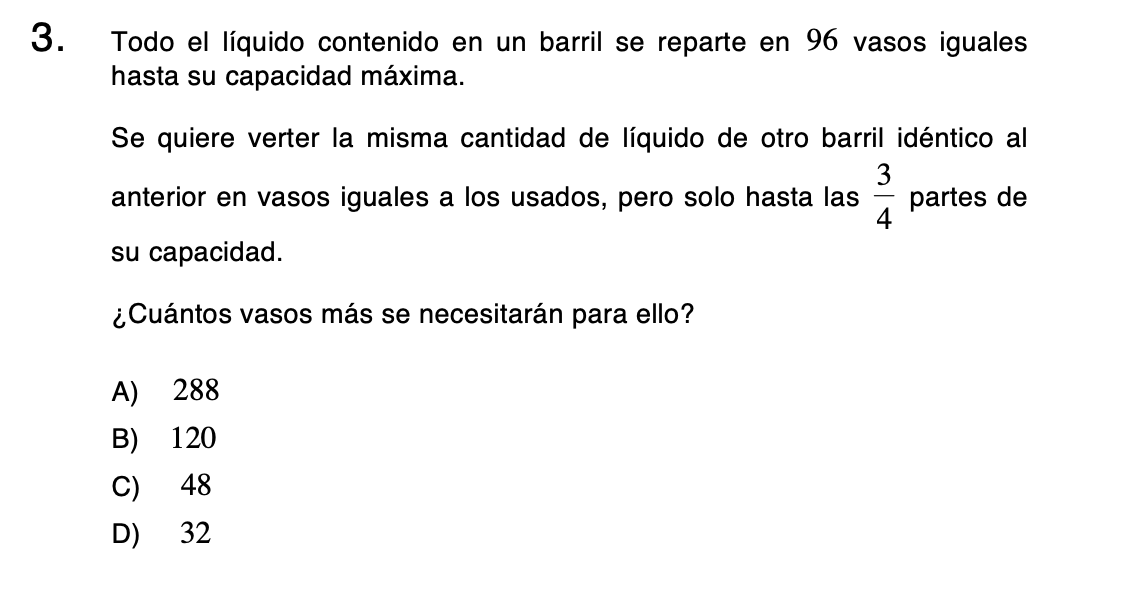 3. Todo el líquido contenido en un barril se reparte en 96 vasos iguales
hasta su capacidad máxima.
Se quiere verter la misma cantidad de líquido de otro barril idéntico al
anterior en vasos iguales a los usados, pero solo hasta las 3/4 partes de
su capacidad.
¿Cuántos vasos más se necesitarán para ello?
A) 288
B) 120
C) 48
D) 32